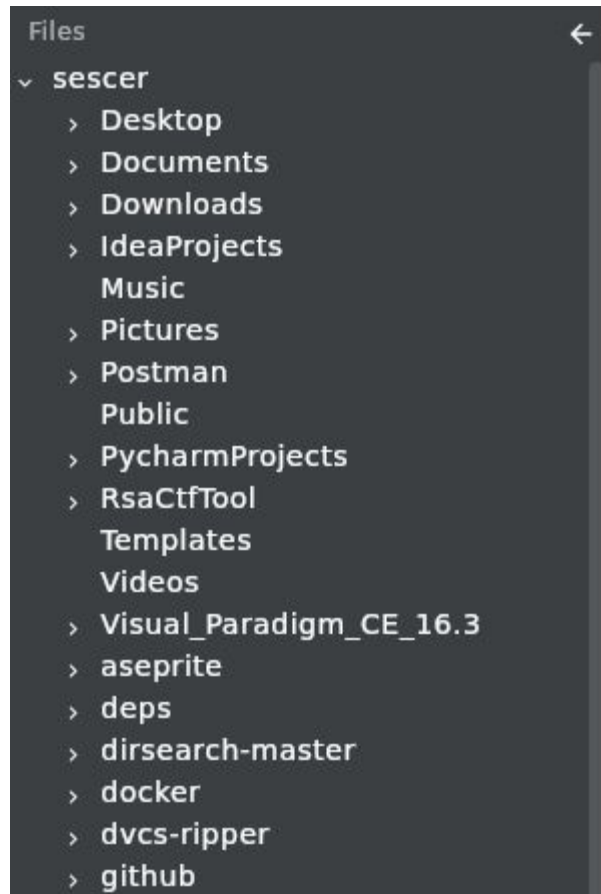 Files
sescer
Desktop
Documents
Downloads
IdeaProjects
Music
Pictures
Postman
Public
PycharmProjects
RsaCtfTool
Templates
Videos
Visual_Paradigm_CE_16.3
aseprite
deps
dirsearch-master
docker
dvcs-ripper
github